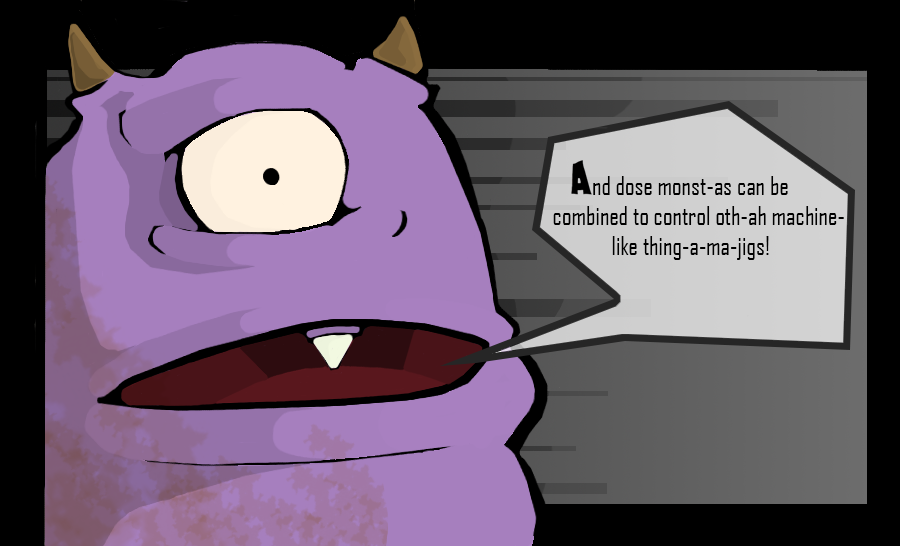 And dose monst-as can be
combined to control oth-ah machine-
like thing-a-ma-jigs!